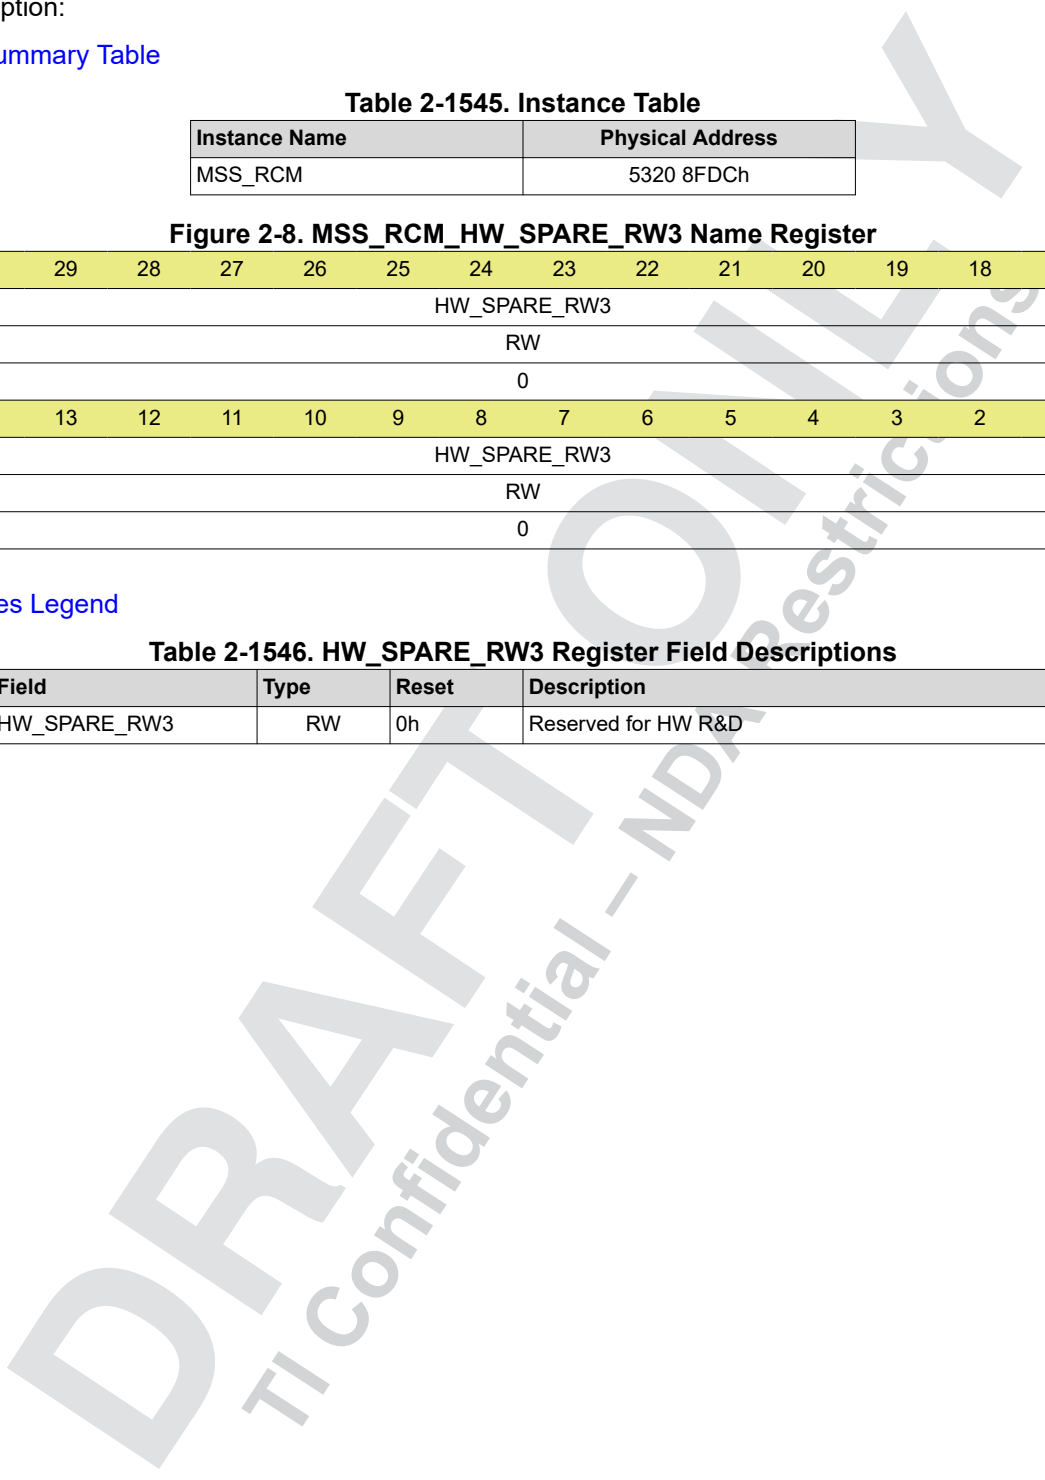 ption:
ummary Table
Table 2-1545. Instance Table
Instance Name Physical Address
MSS_RCM 5320 8FDCh
Figure 2-8. MSS_RCM_HW_SPARE_RW3 Name Register
29 28 27 26 25 24 23 22 21 20 19 18
HW_SPARE_RW3
RW
0
13 12 11 10 9 8 7 6 5 4 3 2
HW_SPARE_RW3
RW
0
es Legend
Table 2-1546. HW_SPARE_RW3 Register Field Descriptions
Field Type Reset Description
HW_SPARE_RW3 RW 0h Reserved for HW R&D
DRAFT ONLY
TI Confidential – NDA Restrictions